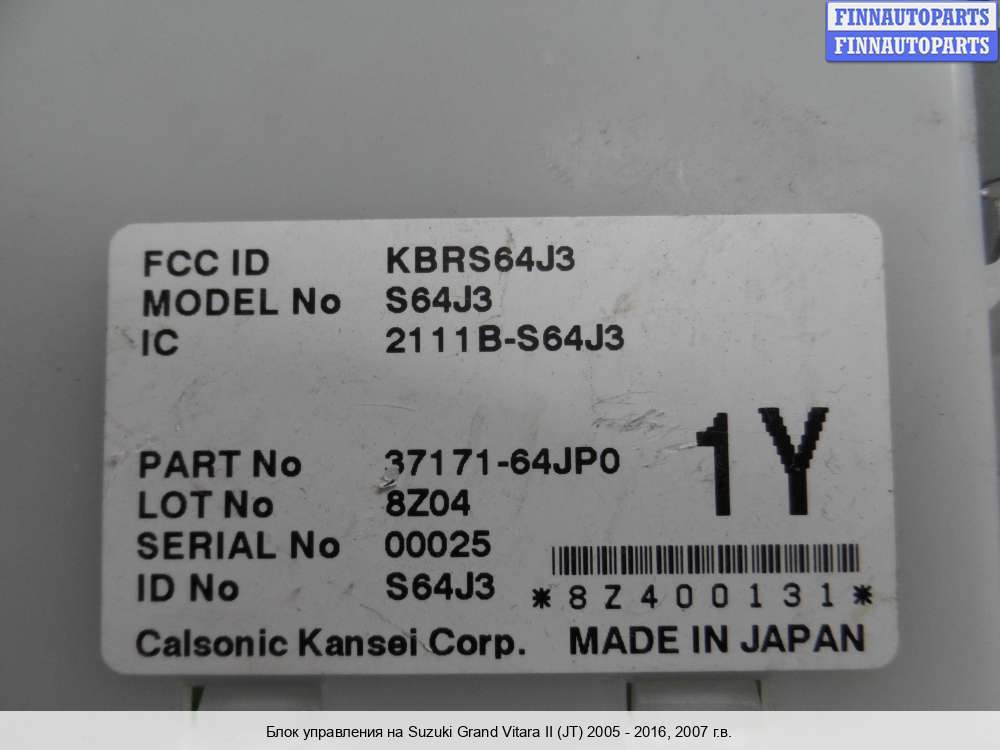 FINNAUTOPARTS
FINNAUTOPARTS
FCC ID KBRS64J3
MODEL No S64J3
IC 2111B-S64J3
1Y
PART No 37171-64JP0
LOT No 8Z04
SERIAL No 00025
ID No S64J3
*8Z400131*
Calsonic Kansei Corp. MADE IN JAPAN
Блок управления на Suzuki Grand Vitara II (JT) 2005 - 2016, 2007 г.в.